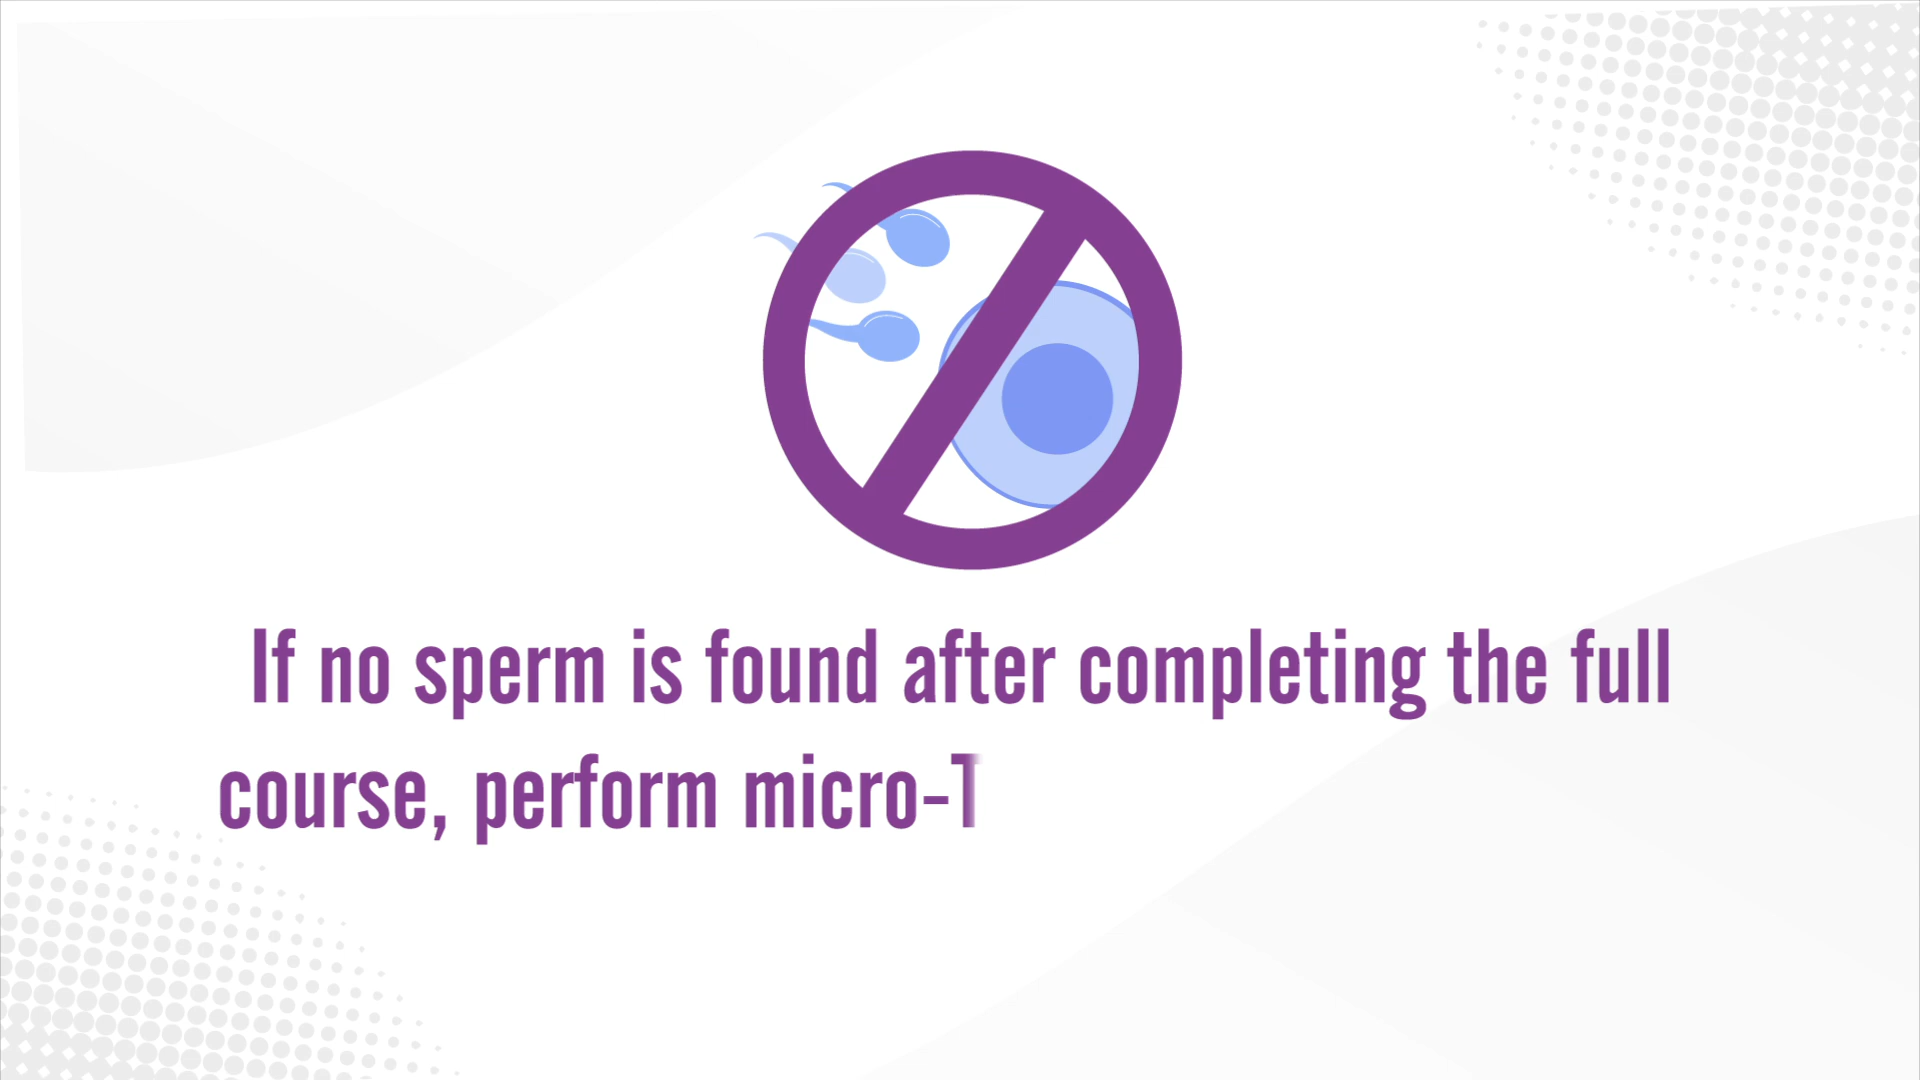 If no sperm is found after completing the full
course, perform micro-T